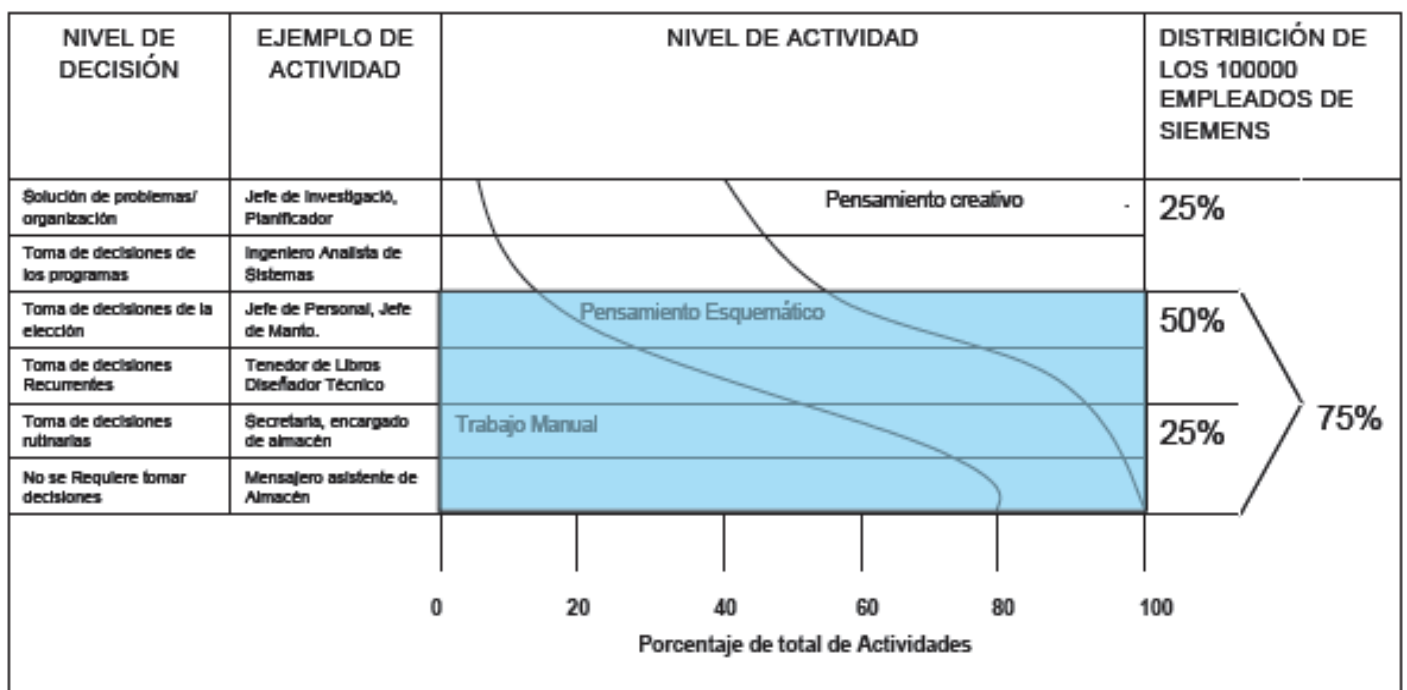 NIVEL DE
DECISIÓN
EJEMPLO DE
ACTIVIDAD
NIVEL DE ACTIVIDAD
DISTRIBICIÓN DE
LOS 100000
EMPLEADOS DE
SIEMENS
Solución de problemas/
organización
Jefe de Investigació,
Planificador
Pensamiento creativo
25%
Toma de decisiones de
los programas
Ingeniero Analista de
Sistemas
Toma de decisiones de la
elección
Jefe de Personal, Jefe
de Manto.
Pensamiento Esquemático
50%
Toma de decisiones
Recurrentes
Tenedor de Libros
Diseñador Técnico
Toma de decisiones
rutinarias
Secretaria, encargado
de almacén
Trabajo Manual
25%
75%
No se Requiere tomar
decisiones
Mensajero asistente de
Almacén
0 20 40 60 80 100
Porcentaje de total de Actividades